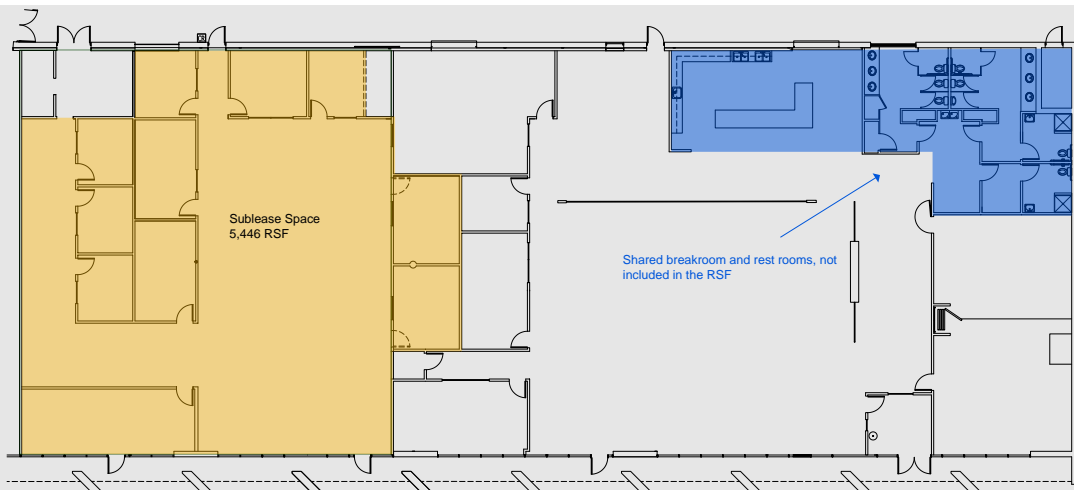 Sublease Space
5,446 RSF
Shared breakroom and rest rooms, not
included in the RSF